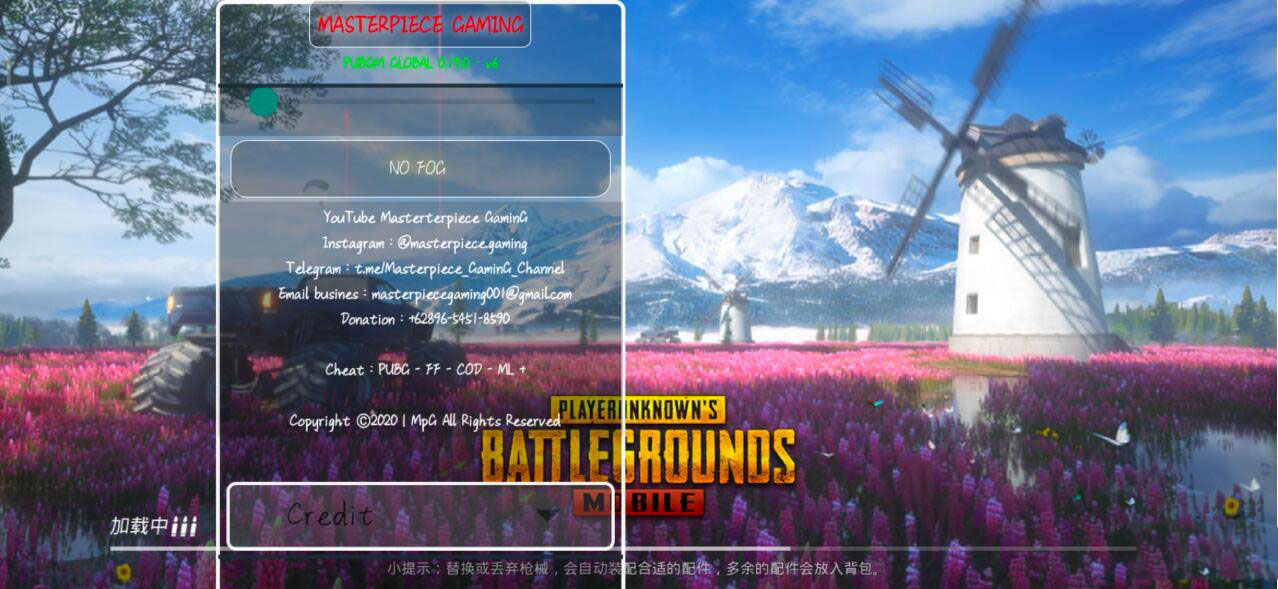 MASTERPIECE GAMING
PUBGM GLOBAL 0.19.0 - v6
NO FOG
YouTube Masterterpiece GaminG
Instagram : @masterpiece.gaming
Telegram : t.me/Masterpiece_GaminG_Channel
Email busines : masterpiecegaming001@gmail.com
Donation : +62896-5451-8590
Cheat : PUBG - FF - COD - ML +
Copyright ©2020 | MpG All Rights Reserved
PLAYERUNKNOWN'S
BATTLEGROUNDS
MOBILE
Credit
加载中
小提示：替换或丢弃枪械，会自动装配合适的配件，多余的配件会放入背包。